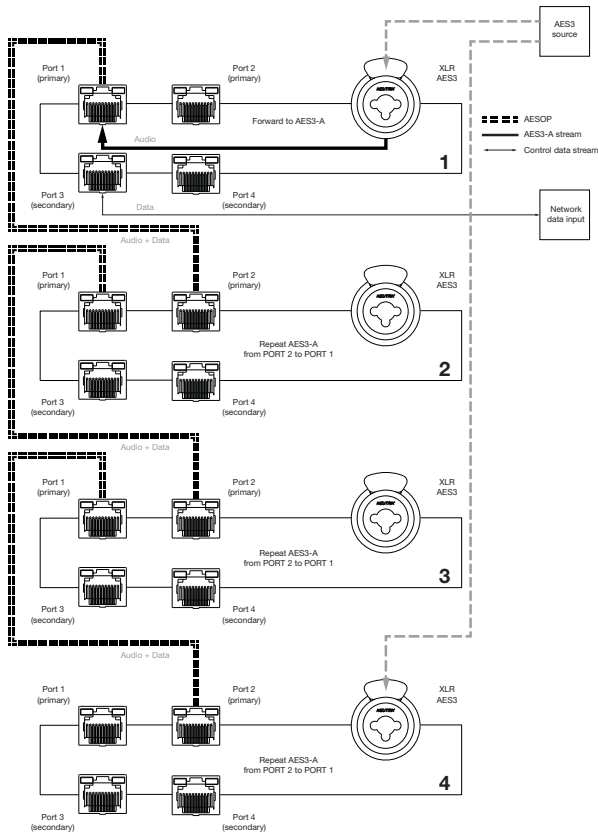 AES3
source
Port 1
(primary)
Port 2
(primary)
XLR
AES3
NEUTRIK
Forward to AES3-A
Audio
1
Port 3
(secondary)
Port 4
(secondary)
AESOP
AES3-A stream
Control data stream
Data
Network
data input
Audio + Data
Port 1
(primary)
Port 2
(primary)
XLR
AES3
NEUTRIK
Repeat AES3-A
from PORT 2 to PORT 1
2
Port 3
(secondary)
Port 4
(secondary)
Audio + Data
Port 1
(primary)
Port 2
(primary)
XLR
AES3
NEUTRIK
Repeat AES3-A
from PORT 2 to PORT 1
3
Port 3
(secondary)
Port 4
(secondary)
Audio + Data
Port 1
(primary)
Port 2
(primary)
XLR
AES3
NEUTRIK
Repeat AES3-A
from PORT 2 to PORT 1
4
Port 3
(secondary)
Port 4
(secondary)